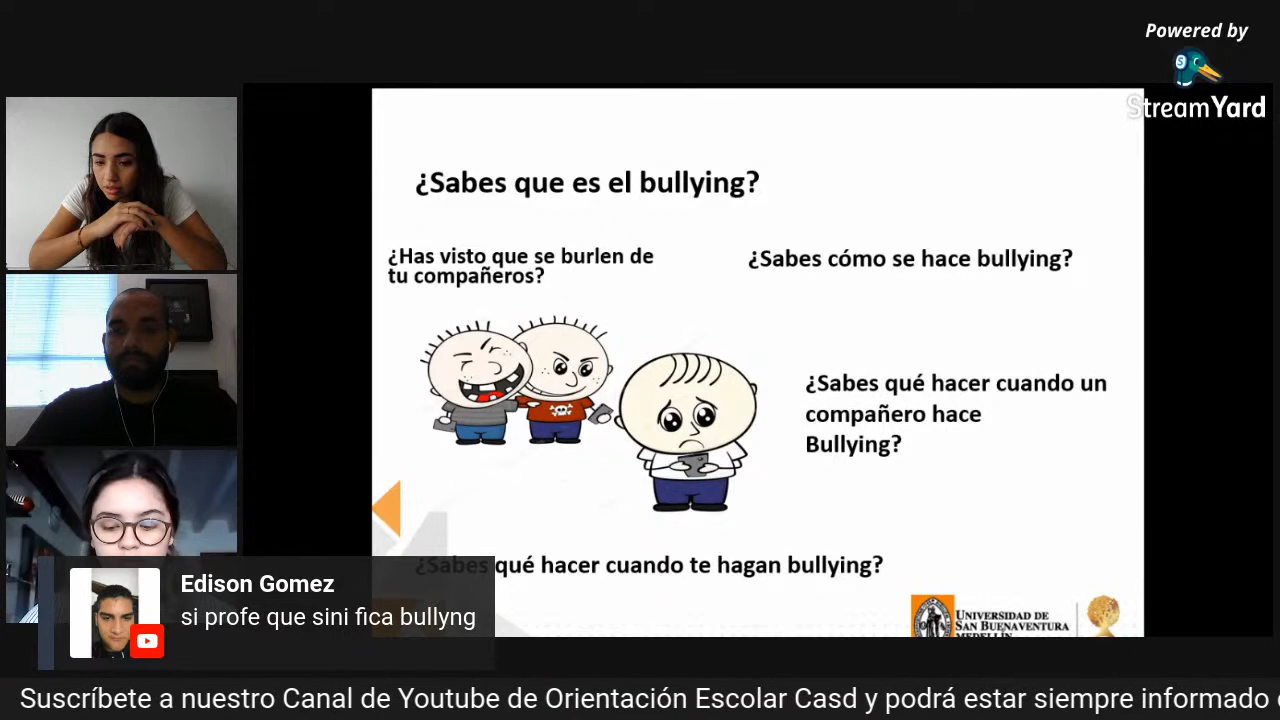 Powered by
StreamYard
¿Sabes que es el bullying?
¿Has visto que se burlen de
tu compañeros?
¿Sabes cómo se hace bullying?
¿Sabes qué hacer cuando un
compañero hace
Bullying?
¿Sabes qué hacer cuando te hagan bullying?
UNIVERSIDAD DE
SAN BUENAVENTURA
MEDELLÍN
Edison Gomez
si profe que sini fica bullyng
Suscríbete a nuestro Canal de Youtube de Orientación Escolar Casd y podrá estar siempre informado